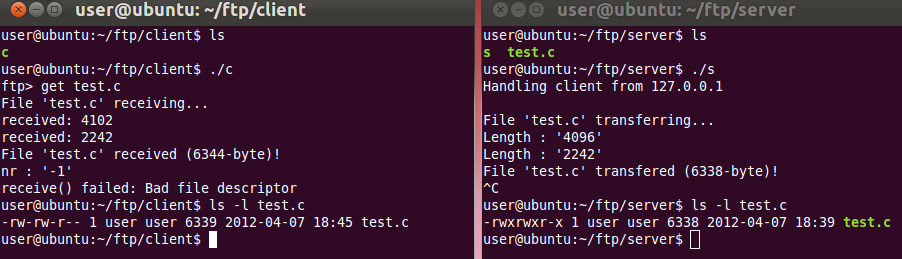 user@ubuntu: ~/ftp/client
user@ubuntu:~/ftp/client$ ls
c
user@ubuntu:~/ftp/client$ ./c
ftp> get test.c
File 'test.c' receiving...
received: 4102
received: 2242
File 'test.c' received (6344-byte)!
nr : '-1'
receive() failed: Bad file descriptor
user@ubuntu:~/ftp/client$ ls -l test.c
-rw-rw-r-- 1 user user 6339 2012-04-07 18:45 test.c
user@ubuntu:~/ftp/client$
user@ubuntu: ~/ftp/server
user@ubuntu:~/ftp/server$ ls
s  test.c
user@ubuntu:~/ftp/server$ ./s
Handling client from 127.0.0.1
File 'test.c' transferring...
Length : '4096'
Length : '2242'
File 'test.c' transfered (6338-byte)!
^C
user@ubuntu:~/ftp/server$ ls -l test.c
-rwxrwxr-x 1 user user 6338 2012-04-07 18:39 test.c
user@ubuntu:~/ftp/server$